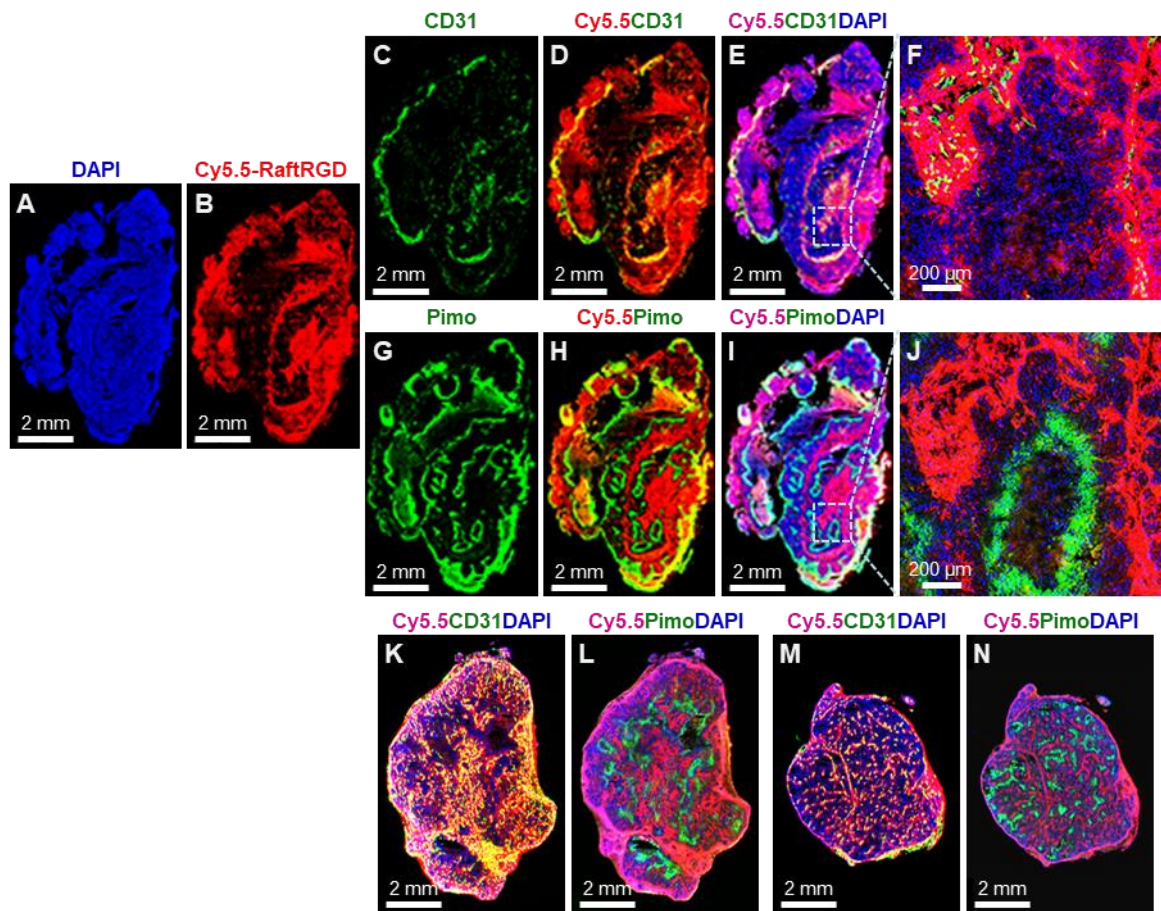 CD31 Cy5.5CD31 Cy5.5CD31DAPI
C D E F
2 mm 2 mm 2 mm 200 µm
DAPI Cy5.5-RaftRGD
A B
2 mm 2 mm
Pimo Cy5.5Pimo Cy5.5PimoDAPI
G H I J
2 mm 2 mm 2 mm 200 µm
Cy5.5CD31DAPI Cy5.5PimoDAPI Cy5.5CD31DAPI Cy5.5PimoDAPI
K L M N
2 mm 2 mm 2 mm 2 mm